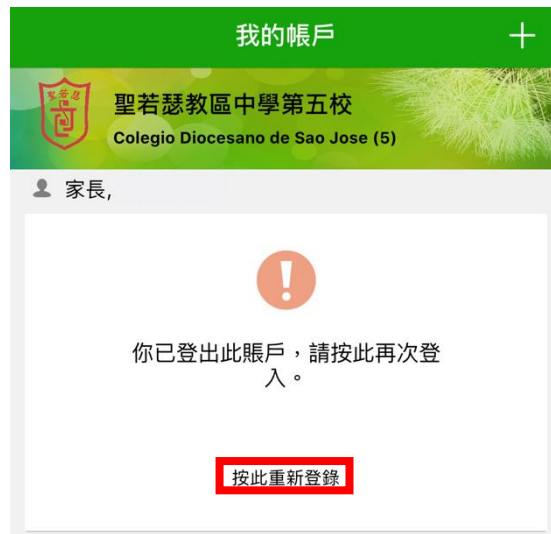 我的帳戶
聖若瑟教區中學第五校
Colegio Diocesano de Sao Jose (5)
家長,
你已登出此賬戶，請按此再次登
入。
按此重新登錄